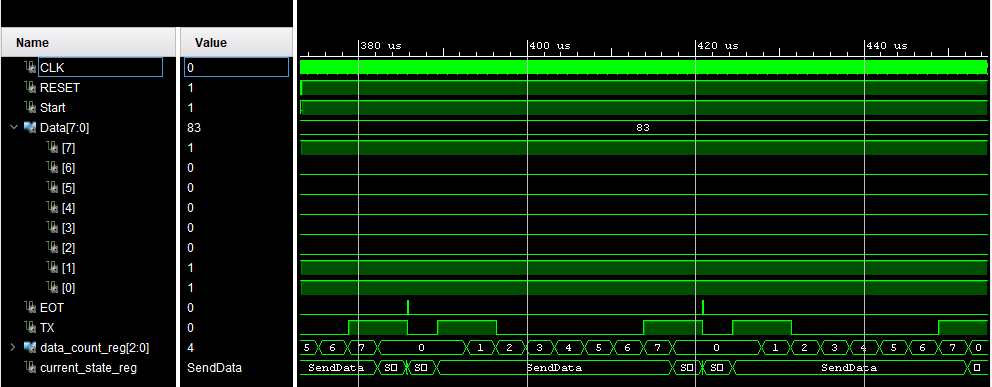 Name Value
380 us 400 us 420 us 440 us
CLK 0
RESET 1
Start 1
Data[7:0] 83 83
[7] 1
[6] 0
[5] 0
[4] 0
[3] 0
[2] 0
[1] 1
[0] 1
EOT 0
TX 0
data_count_reg[2:0] 4 5 6 7 0 1 2 3 4 5 6 7 0 1 2 3 4 5 6 7 0
current_state_reg SendData SendData SendData SendData